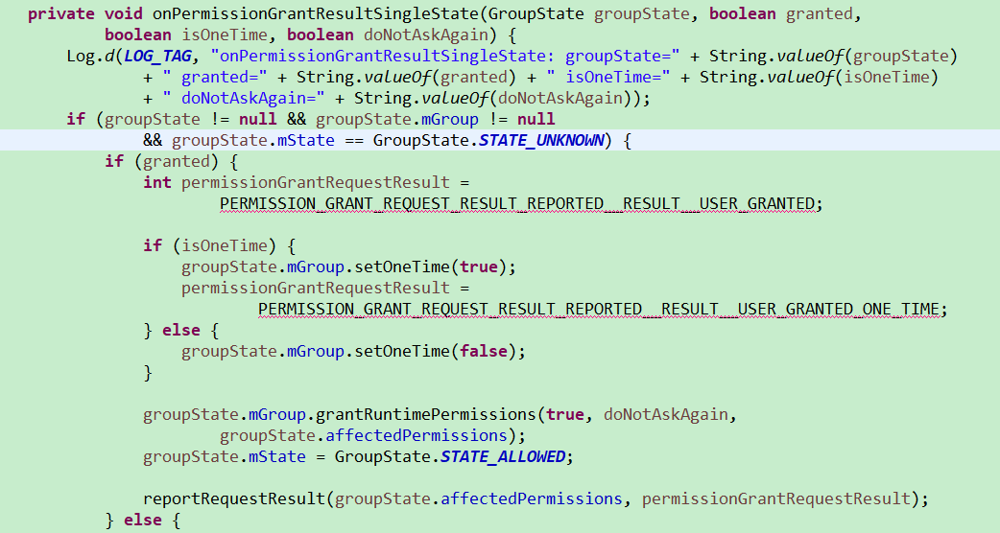 private void onPermissionGrantResultSingleState(GroupState groupState, boolean granted,
boolean isOneTime, boolean doNotAskAgain) {
Log.d(LOG_TAG, "onPermissionGrantResultSingleState: groupState=" + String.valueOf(groupState)
+ " granted=" + String.valueOf(granted) + " isOneTime=" + String.valueOf(isOneTime)
+ " doNotAskAgain=" + String.valueOf(doNotAskAgain));
if (groupState != null && groupState.mGroup != null
&& groupState.mState == GroupState.STATE_UNKNOWN) {
if (granted) {
int permissionGrantRequestResult =
PERMISSION_GRANT_REQUEST_RESULT_REPORTED__RESULT__USER_GRANTED;
if (isOneTime) {
groupState.mGroup.setOneTime(true);
permissionGrantRequestResult =
PERMISSION_GRANT_REQUEST_RESULT_REPORTED__RESULT__USER_GRANTED_ONE_TIME;
} else {
groupState.mGroup.setOneTime(false);
}
groupState.mGroup.grantRuntimePermissions(true, doNotAskAgain,
groupState.affectedPermissions);
groupState.mState = GroupState.STATE_ALLOWED;
reportRequestResult(groupState.affectedPermissions, permissionGrantRequestResult);
} else {